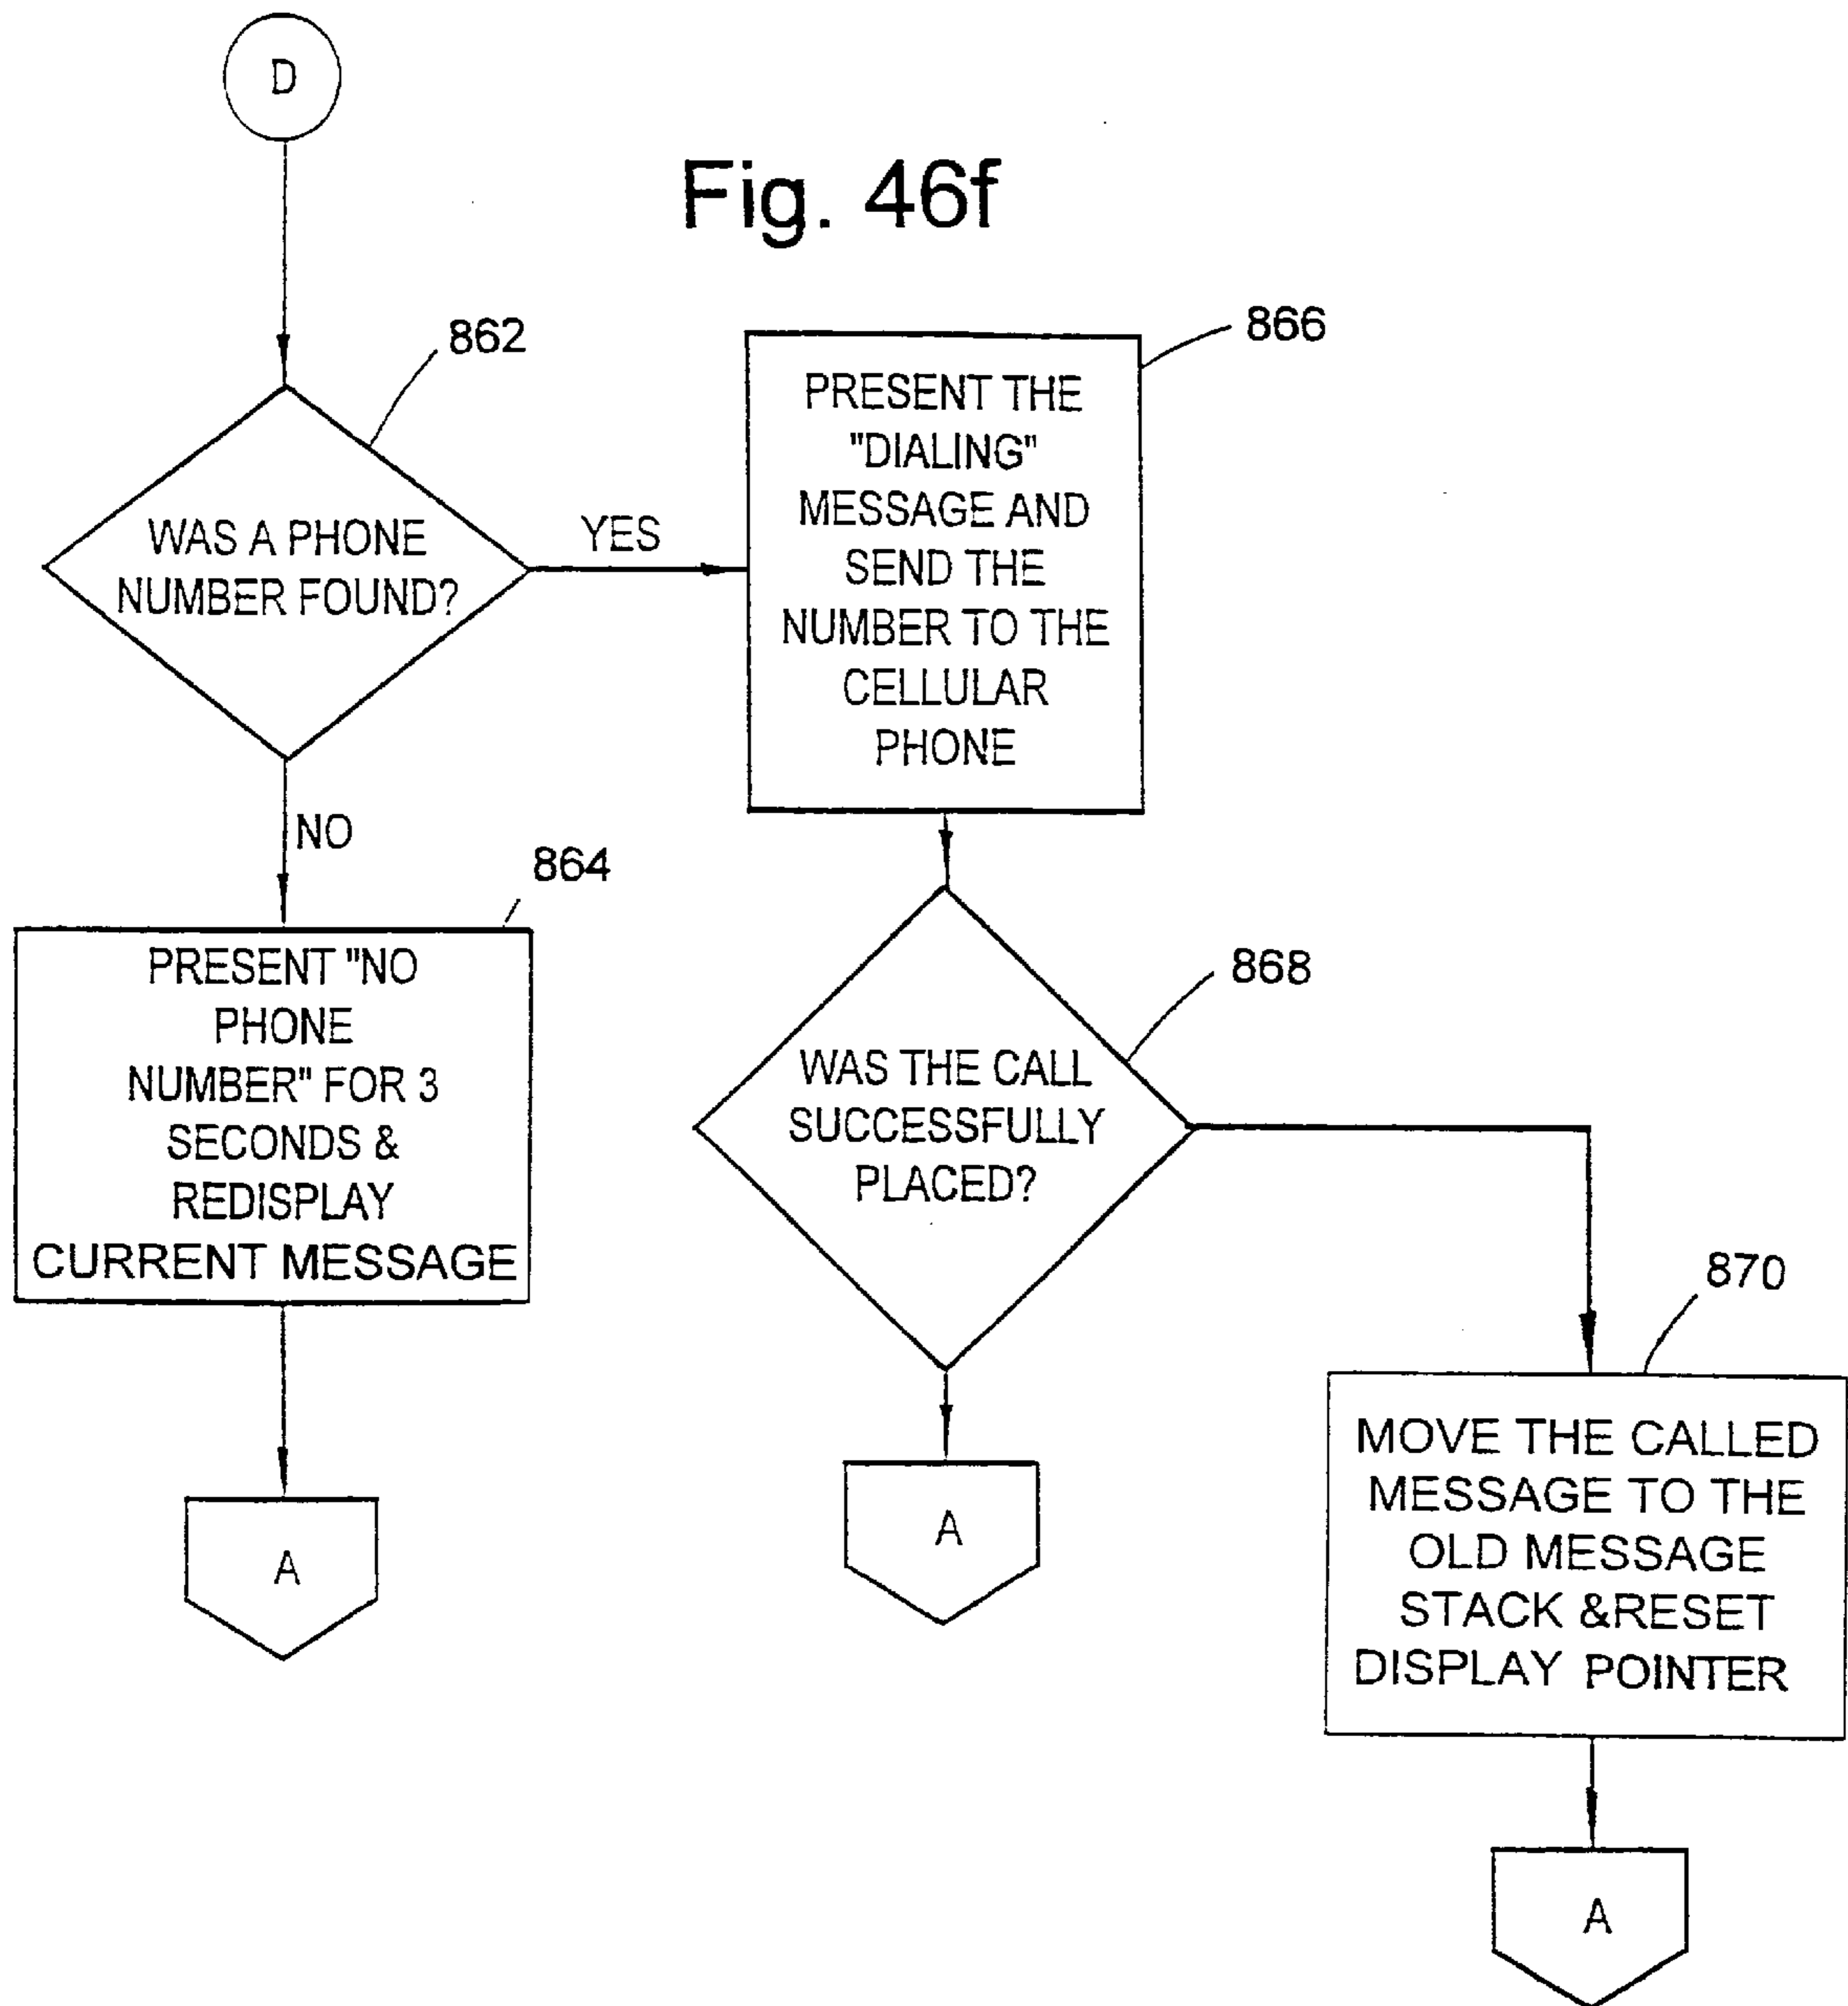 D
Fig. 46f
862
WAS A PHONE
NUMBER FOUND?
YES
NO
866
PRESENT THE
"DIALING"
MESSAGE AND
SEND THE
NUMBER TO THE
CELLULAR
PHONE
864
PRESENT "NO
PHONE
NUMBER" FOR 3
SECONDS &
REDISPLAY
CURRENT MESSAGE
A
868
WAS THE CALL
SUCCESSFULLY
PLACED?
A
870
MOVE THE CALLED
MESSAGE TO THE
OLD MESSAGE
STACK &RESET
DISPLAY POINTER
A